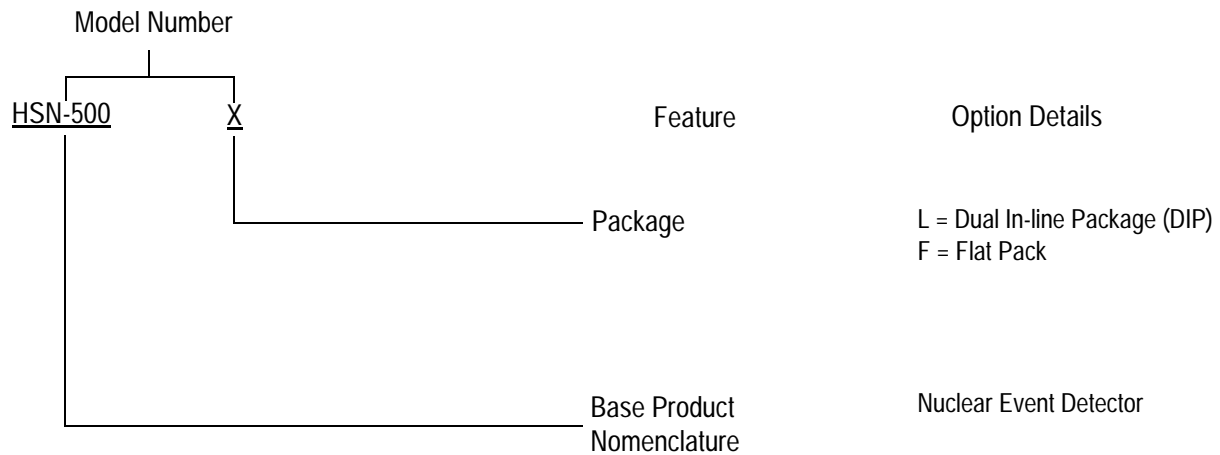 Model Number
HSN-500 X Feature Option Details
Package L = Dual In-line Package (DIP)
F = Flat Pack
Base Product Nuclear Event Detector
Nomenclature